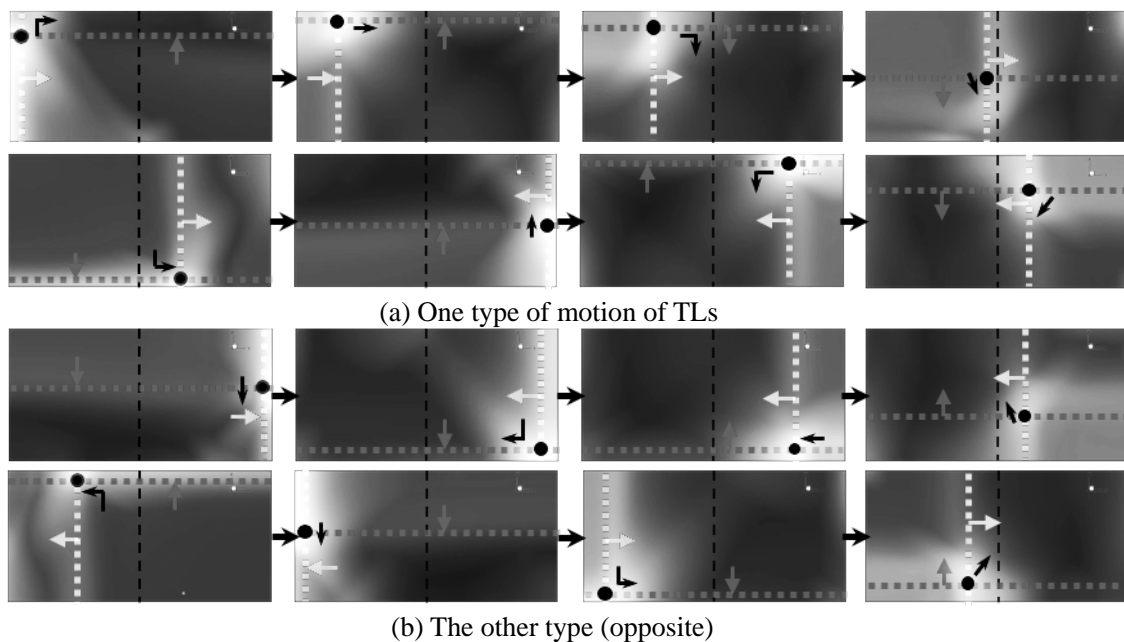 (a) One type of motion of TLs
(b) The other type (opposite)